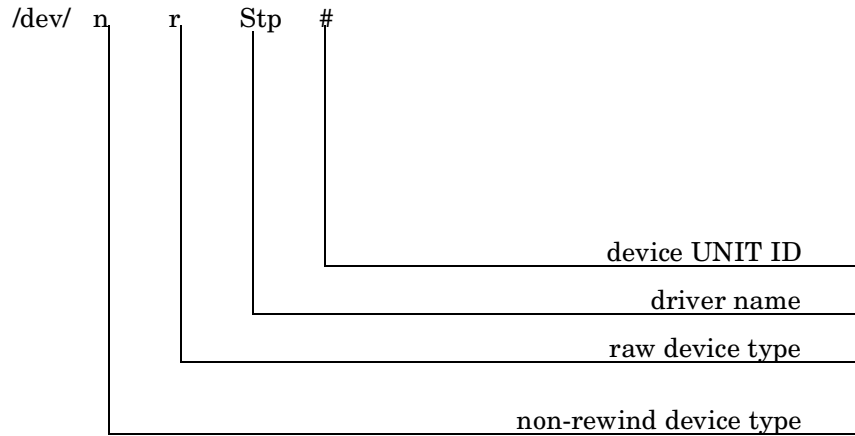 /dev/ n r Stp #
device UNIT ID
driver name
raw device type
non-rewind device type